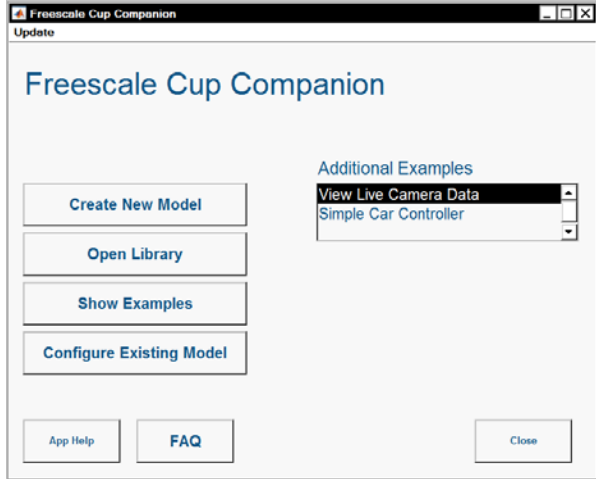 Freescale Cup Companion
Update
Freescale Cup Companion
Additional Examples
View Live Camera Data
Simple Car Controller
Create New Model
Open Library
Show Examples
Configure Existing Model
App Help
FAQ
Close